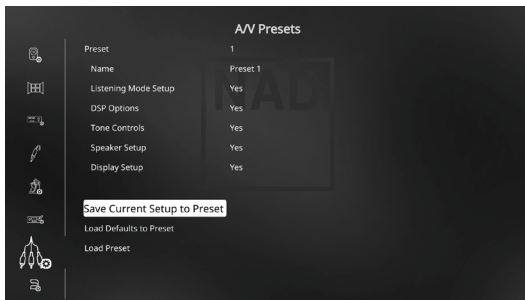 A/V Presets
Preset 1
Name Preset 1
Listening Mode Setup Yes
DSP Options Yes
Tone Controls Yes
Speaker Setup Yes
Display Setup Yes
NAD
Save Current Setup to Preset
Load Defaults to Preset
Load Preset